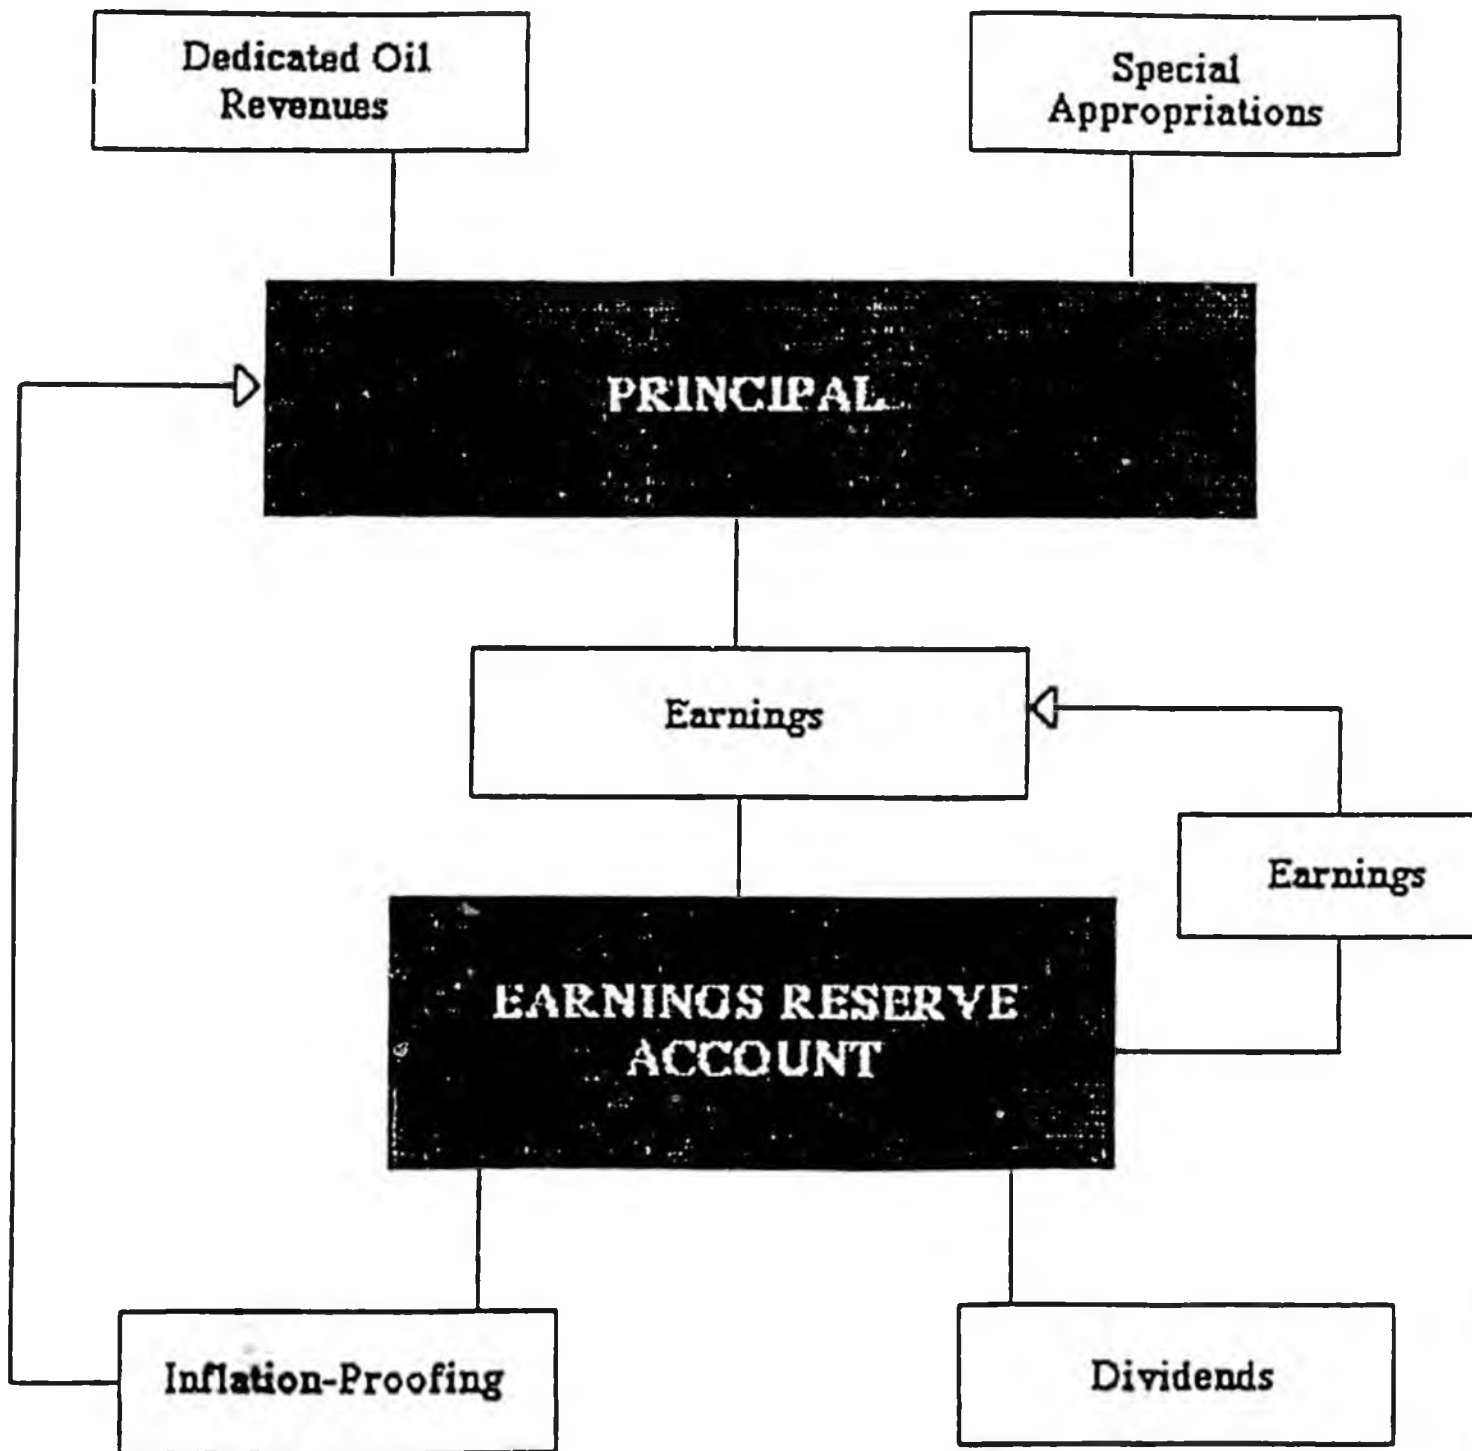 Dedicated Oil
Revenues
Special
Appropriations
PRINCIPAL
Earnings
Earnings
EARNINGS RESERVE
ACCOUNT
Inflation-Proofing
Dividends